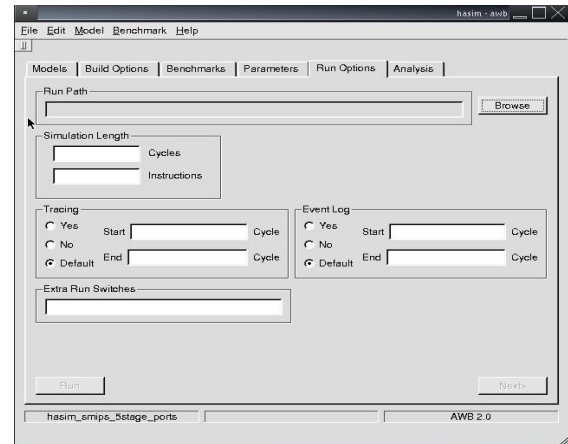 hasim - awb
File Edit Model Benchmark Help
Models Build Options Benchmarks Parameters Run Options Analysis
Run Path
Browse
Simulation Length
Cycles
Instructions
Tracing
Yes
No
Default
Start Cycle
End Cycle
Event Log
Yes
No
Default
Start Cycle
End Cycle
Extra Run Switches
Run
Next>
hasim_smips_5stage_ports AWB 2.0